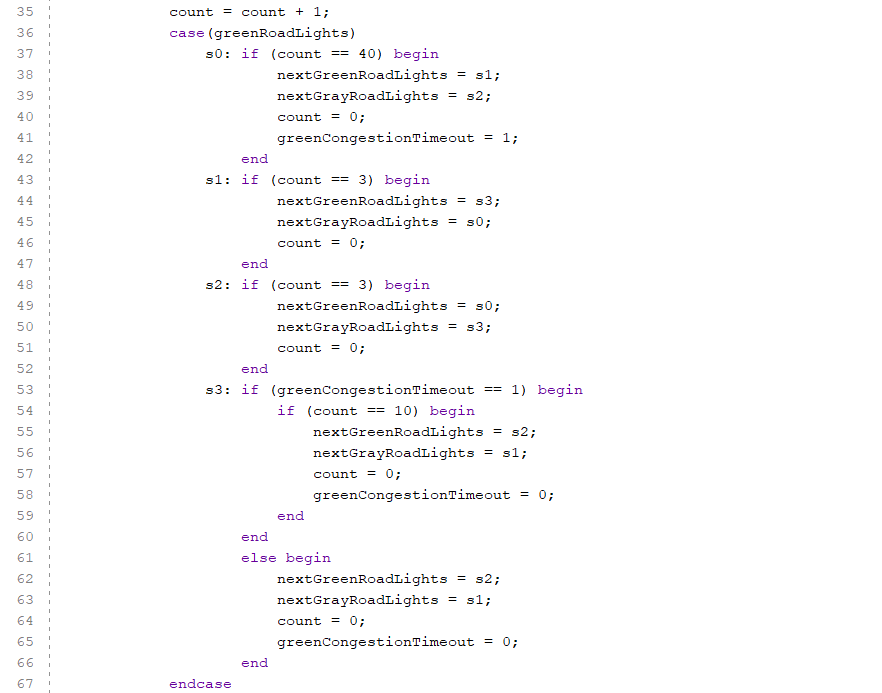 35 count = count + 1;
36 case(greenRoadLights)
37 s0: if (count == 40) begin
38 nextGreenRoadLights = s1;
39 nextGrayRoadLights = s2;
40 count = 0;
41 greenCongestionTimeout = 1;
42 end
43 s1: if (count == 3) begin
44 nextGreenRoadLights = s3;
45 nextGrayRoadLights = s0;
46 count = 0;
47 end
48 s2: if (count == 3) begin
49 nextGreenRoadLights = s0;
50 nextGrayRoadLights = s3;
51 count = 0;
52 end
53 s3: if (greenCongestionTimeout == 1) begin
54 if (count == 10) begin
55 nextGreenRoadLights = s2;
56 nextGrayRoadLights = s1;
57 count = 0;
58 greenCongestionTimeout = 0;
59 end
60 end
61 else begin
62 nextGreenRoadLights = s2;
63 nextGrayRoadLights = s1;
64 count = 0;
65 greenCongestionTimeout = 0;
66 end
67 endcase